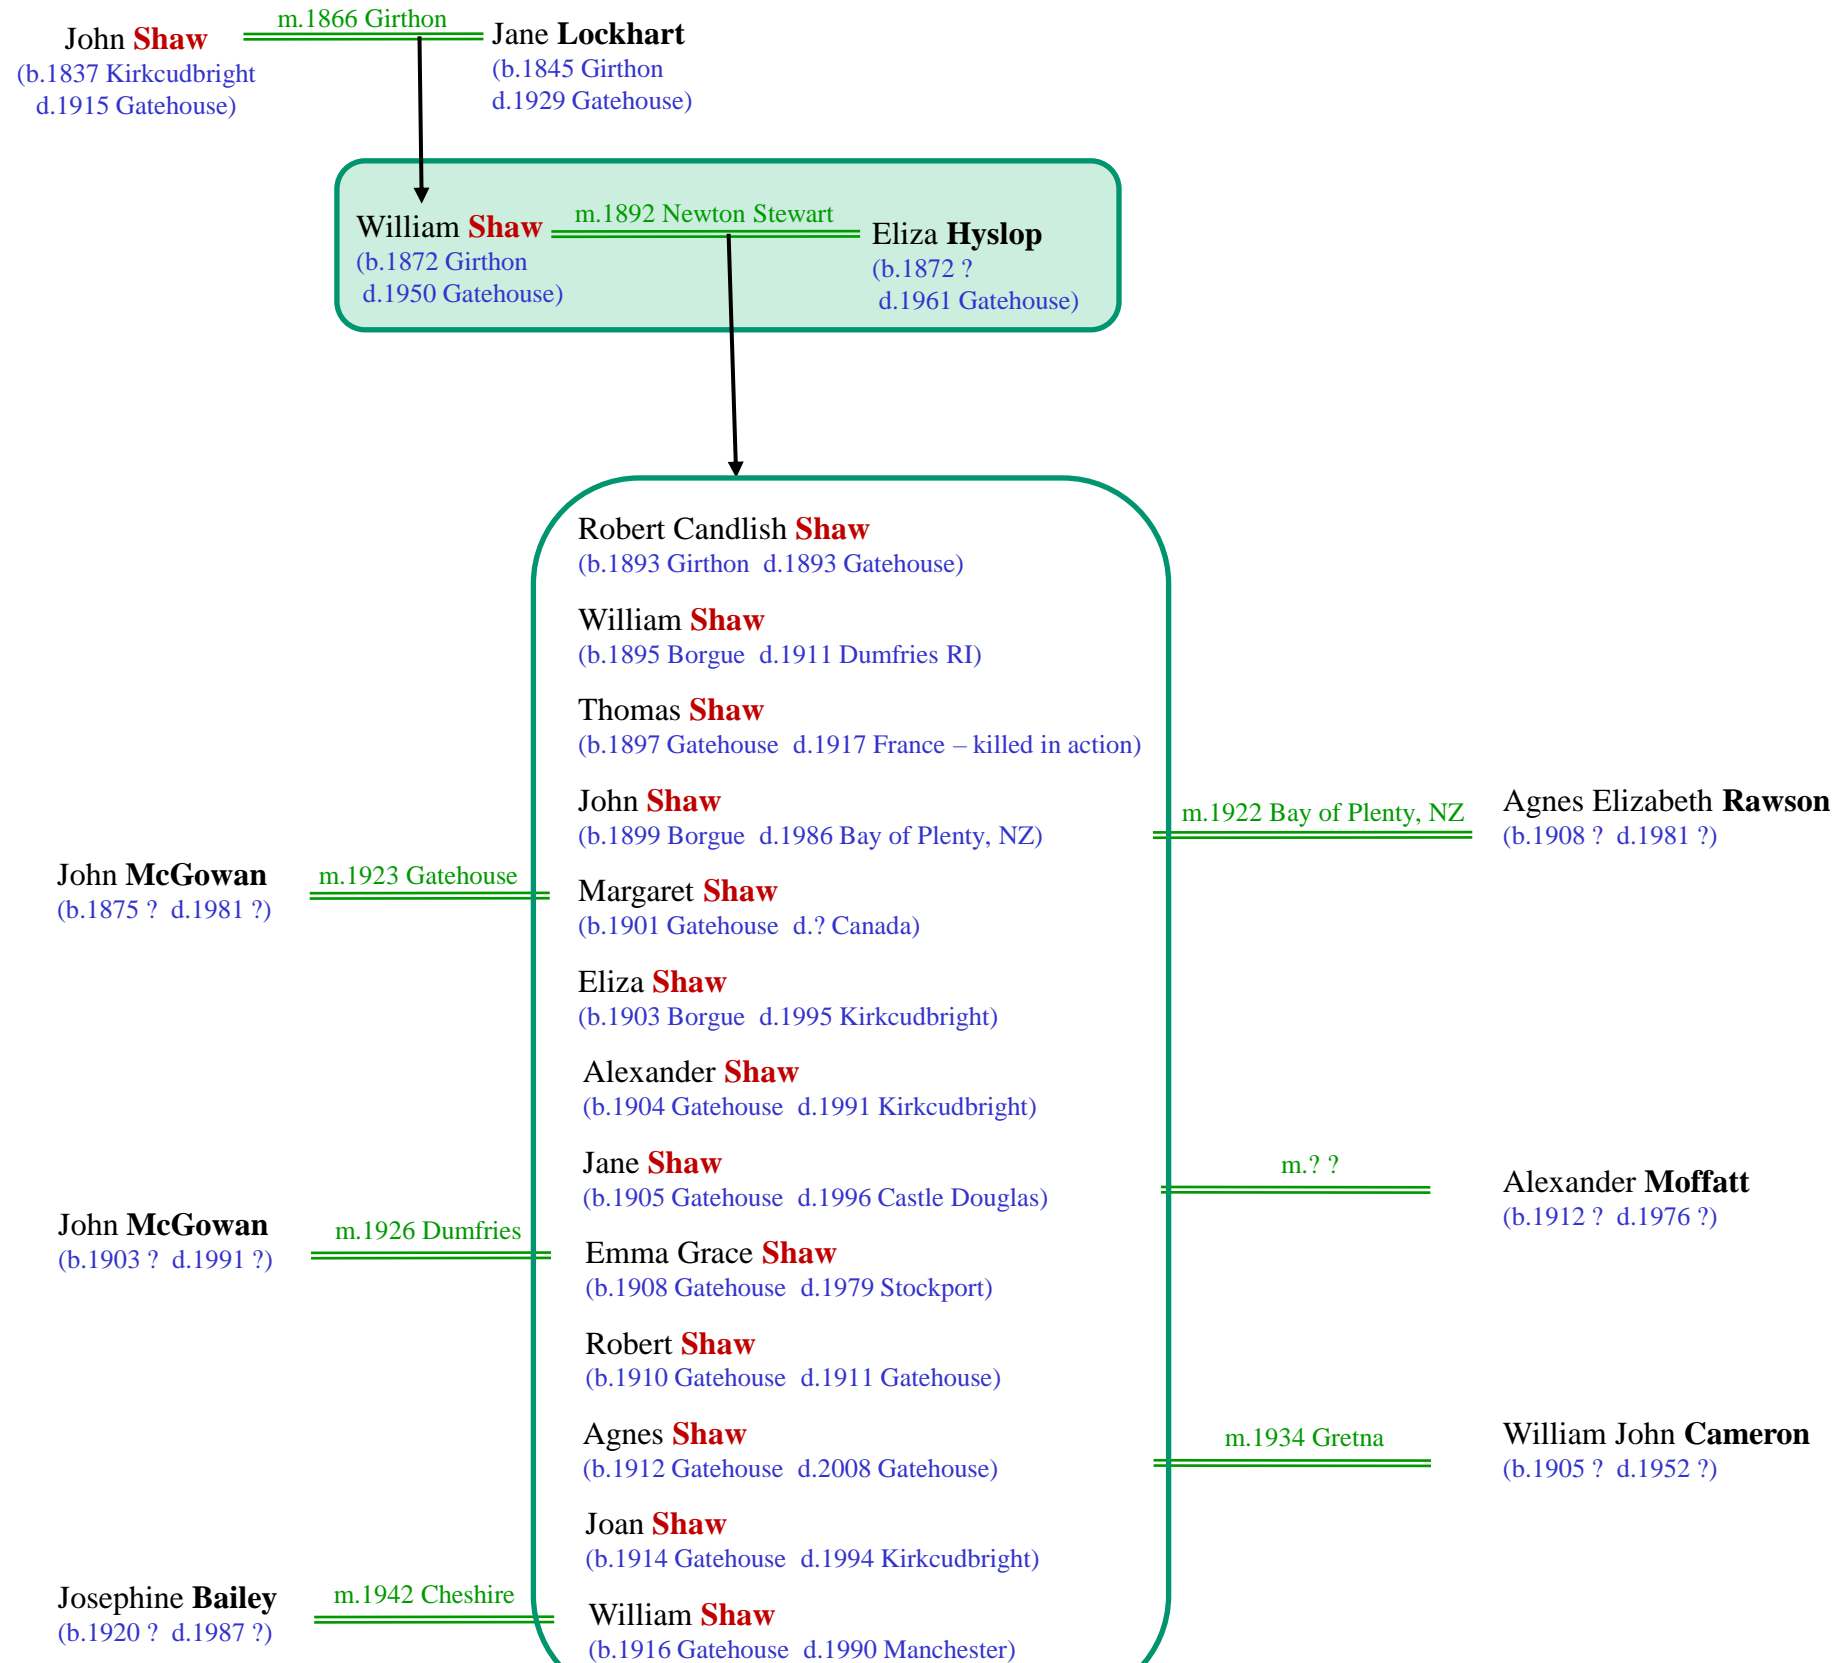 m.1866 Girthon
John Shaw
Jane Lockhart
(b.1837 Kirkcudbright
d.1915 Gatehouse)
(b.1845 Girthon
d.1929 Gatehouse)
William Shaw
m.1892 Newton Stewart
Eliza Hyslop
(b.1872 Girthon
d.1950 Gatehouse)
(b.1872 ?
d.1961 Gatehouse)
Robert Candlish Shaw
(b.1893 Girthon d.1893 Gatehouse)
William Shaw
(b.1895 Borgue d.1911 Dumfries RI)
Thomas Shaw
(b.1897 Gatehouse d.1917 France – killed in action)
John Shaw
(b.1899 Borgue d.1986 Bay of Plenty, NZ)
m.1922 Bay of Plenty, NZ
Agnes Elizabeth Rawson
(b.1908 ? d.1981 ?)
John McGowan
(b.1875 ? d.1981 ?)
m.1923 Gatehouse
Margaret Shaw
(b.1901 Gatehouse d.? Canada)
Eliza Shaw
(b.1903 Borgue d.1995 Kirkcudbright)
Alexander Shaw
(b.1904 Gatehouse d.1991 Kirkcudbright)
Jane Shaw
(b.1905 Gatehouse d.1996 Castle Douglas)
m.? ?
Alexander Moffatt
(b.1912 ? d.1976 ?)
John McGowan
(b.1903 ? d.1991 ?)
m.1926 Dumfries
Emma Grace Shaw
(b.1908 Gatehouse d.1979 Stockport)
Robert Shaw
(b.1910 Gatehouse d.1911 Gatehouse)
Agnes Shaw
(b.1912 Gatehouse d.2008 Gatehouse)
m.1934 Gretna
William John Cameron
(b.1905 ? d.1952 ?)
Joan Shaw
(b.1914 Gatehouse d.1994 Kirkcudbright)
Josephine Bailey
(b.1920 ? d.1987 ?)
m.1942 Cheshire
William Shaw
(b.1916 Gatehouse d.1990 Manchester)